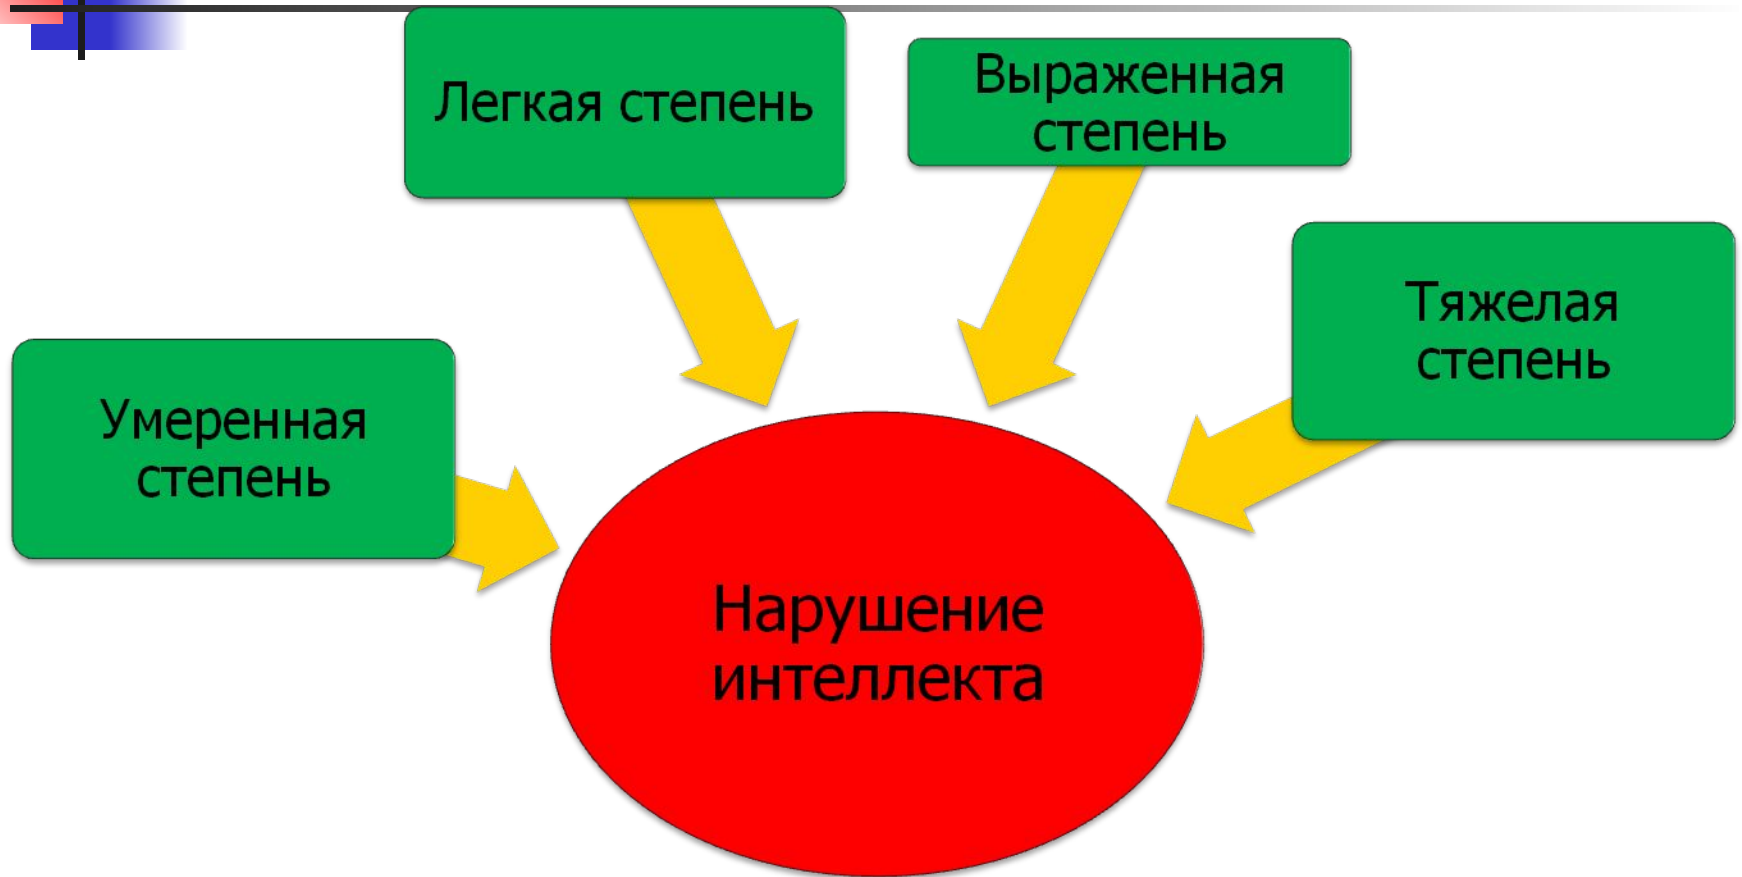 Легкая степень
Выраженная
степень
Тяжелая
степень
Умеренная
степень
Нарушение
интеллекта